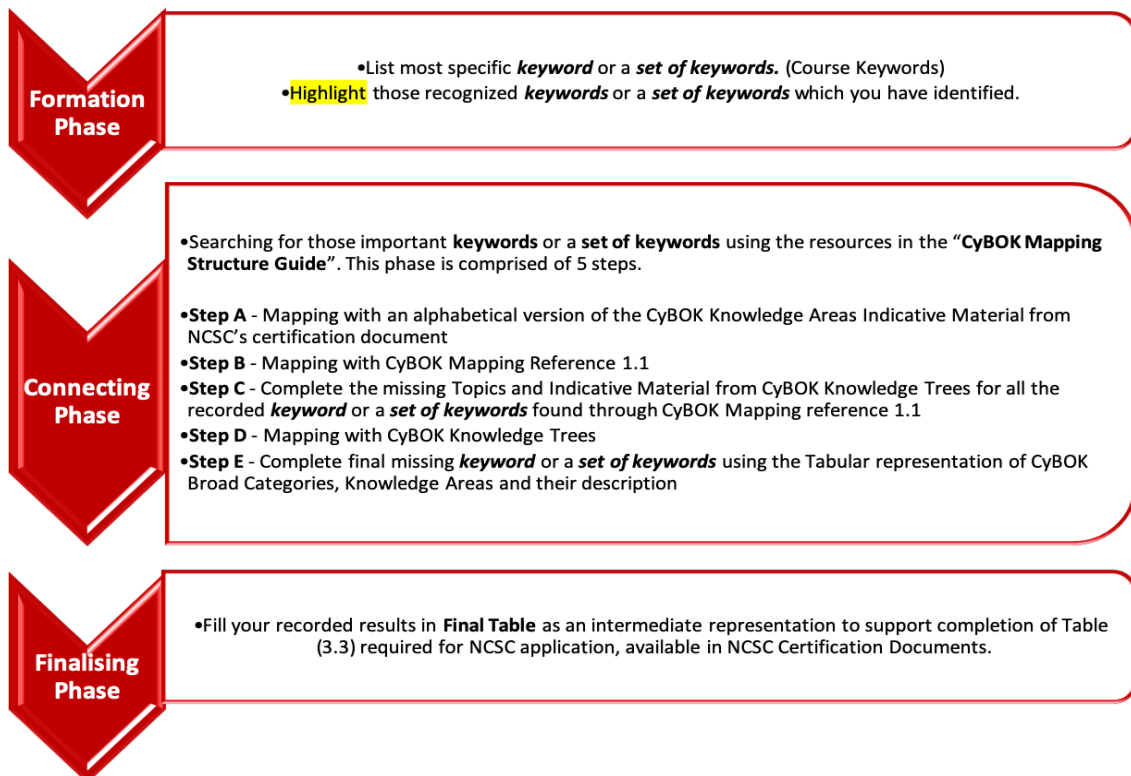 Formation
Phase
•List most specific keyword or a set of keywords. (Course Keywords)
•Highlight those recognized keywords or a set of keywords which you have identified.
Connecting
Phase
•Searching for those important keywords or a set of keywords using the resources in the “CyBOK Mapping
Structure Guide”. This phase is comprised of 5 steps.
•Step A - Mapping with an alphabetical version of the CyBOK Knowledge Areas Indicative Material from
NCSC’s certification document
•Step B - Mapping with CyBOK Mapping Reference 1.1
•Step C - Complete the missing Topics and Indicative Material from CyBOK Knowledge Trees for all the
recorded keyword or a set of keywords found through CyBOK Mapping reference 1.1
•Step D - Mapping with CyBOK Knowledge Trees
•Step E - Complete final missing keyword or a set of keywords using the Tabular representation of CyBOK
Broad Categories, Knowledge Areas and their description
Finalising
Phase
•Fill your recorded results in Final Table as an intermediate representation to support completion of Table
(3.3) required for NCSC application, available in NCSC Certification Documents.